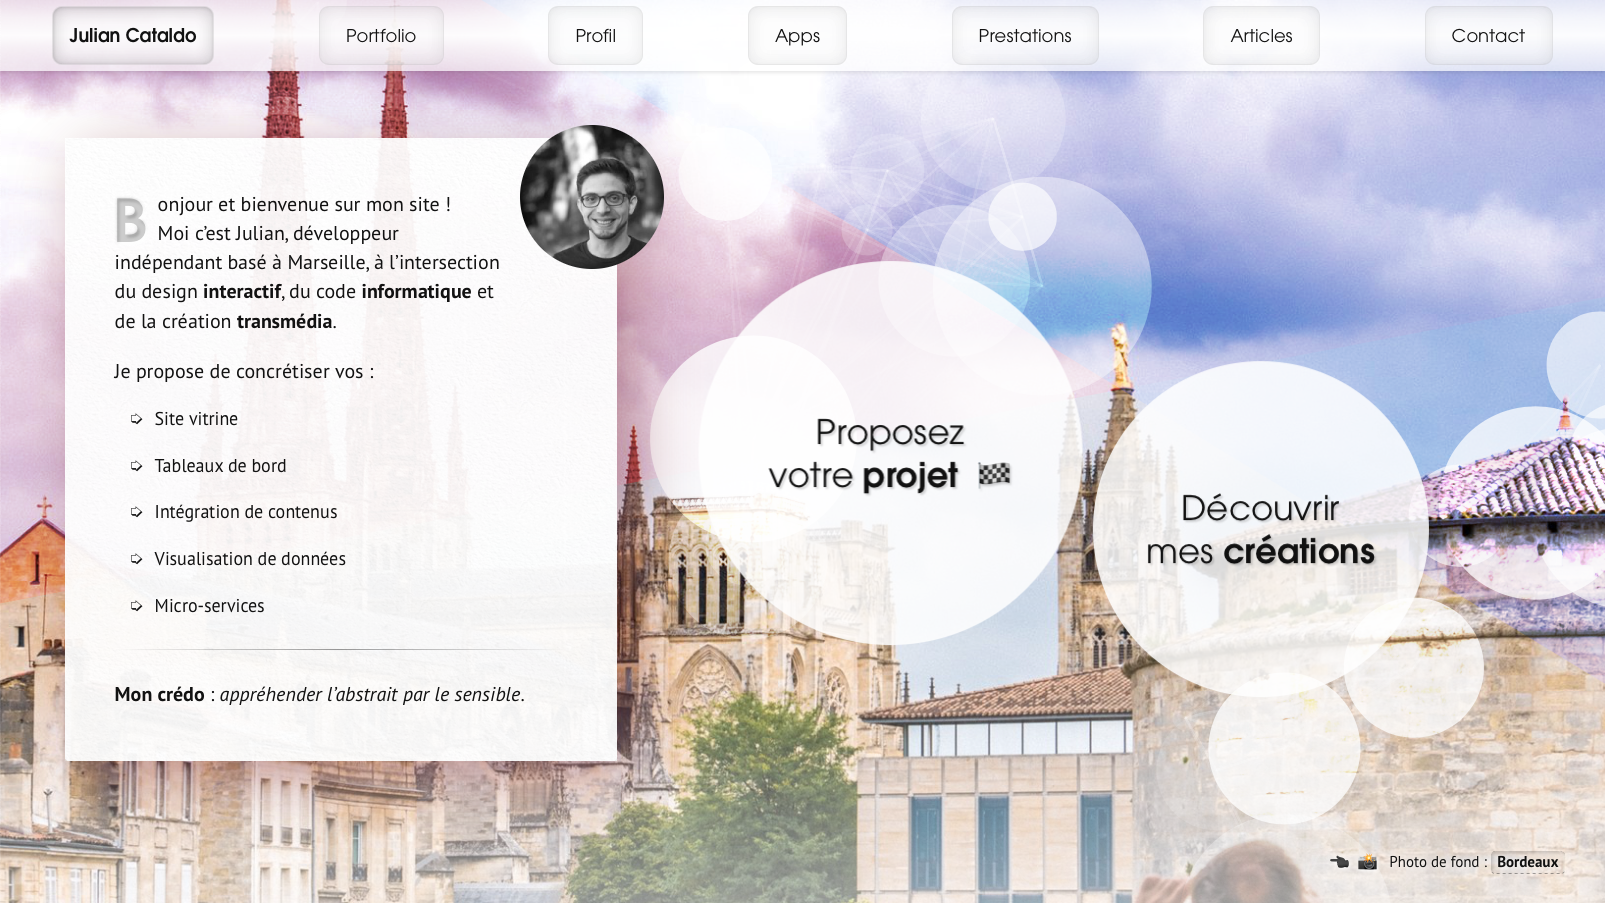 Julian Cataldo
Portfolio
Profil
Apps
Prestations
Articles
Contact
Bonjour et bienvenue sur mon site !
Moi c’est Julian, développeur
indépendant basé à Marseille, à l’intersection
du design interactif, du code informatique et
de la création transmédia.
Je propose de concrétiser vos :
➩ Site vitrine
➩ Tableaux de bord
➩ Intégration de contenus
➩ Visualisation de données
➩ Micro-services
Mon crédo : appréhender l’abstrait par le sensible.
Proposez
votre projet
Découvrir
mes créations
Photo de fond : Bordeaux